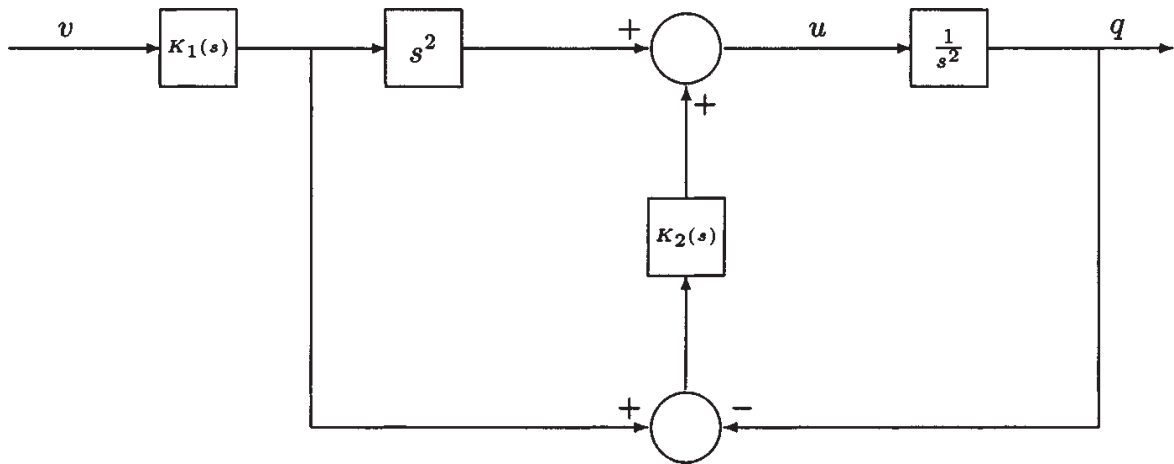 v
K₁(s)
s²
+
+
u
1/s²
q
K₂(s)
+
−